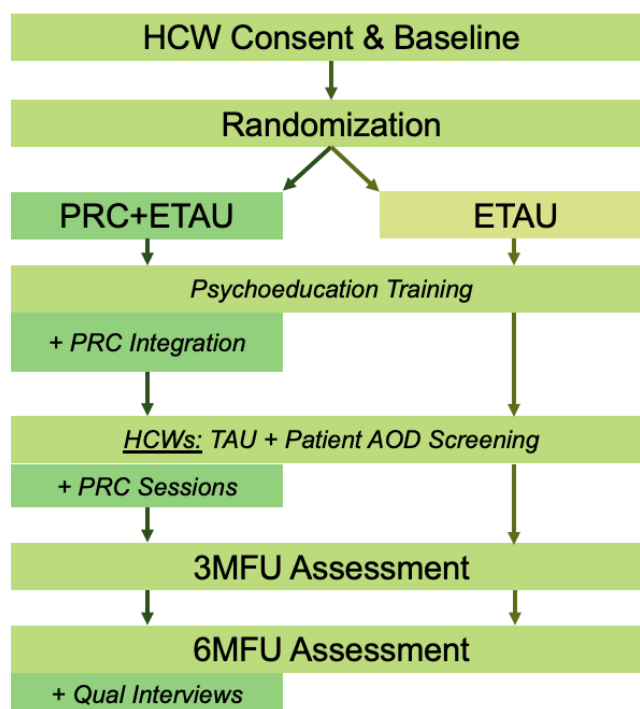 HCW Consent & Baseline
Randomization
PRC+ETAU
ETAU
Psychoeducation Training
+ PRC Integration
HCWs: TAU + Patient AOD Screening
+ PRC Sessions
3MFU Assessment
6MFU Assessment
+ Qual Interviews